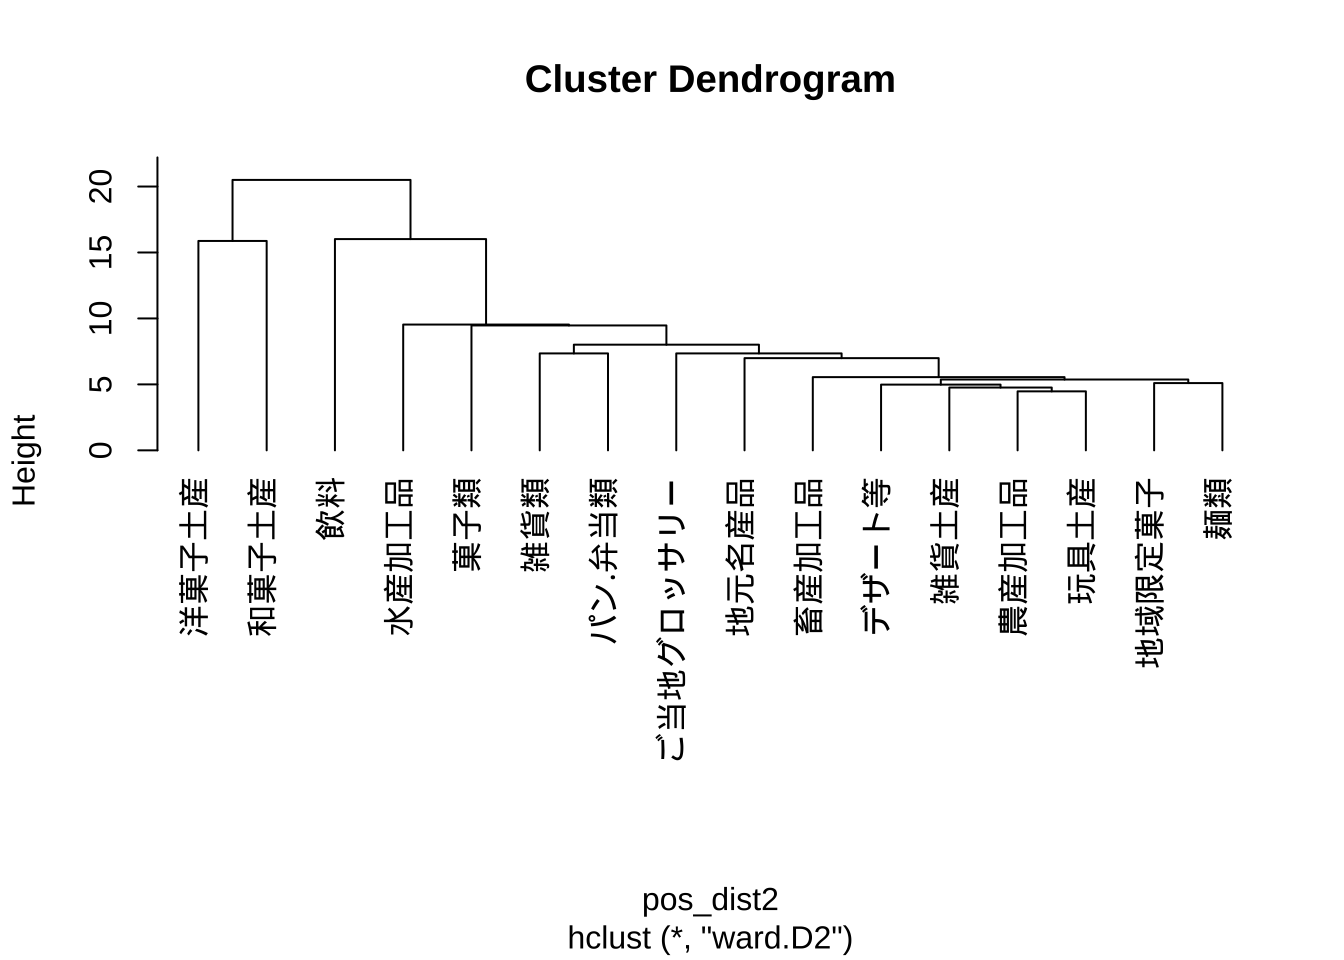 Cluster Dendrogram
Height
20
15
10
5
0
洋菓子土産
和菓子土産
飲料
水産加工品
菓子類
雑貨類
パン.弁当類
ご当地グロッサリー
地元名産品
畜産加工品
デザート等
雑貨土産
農産加工品
玩具土産
地域限定菓子
麺類
pos_dist2
hclust (*, "ward.D2")